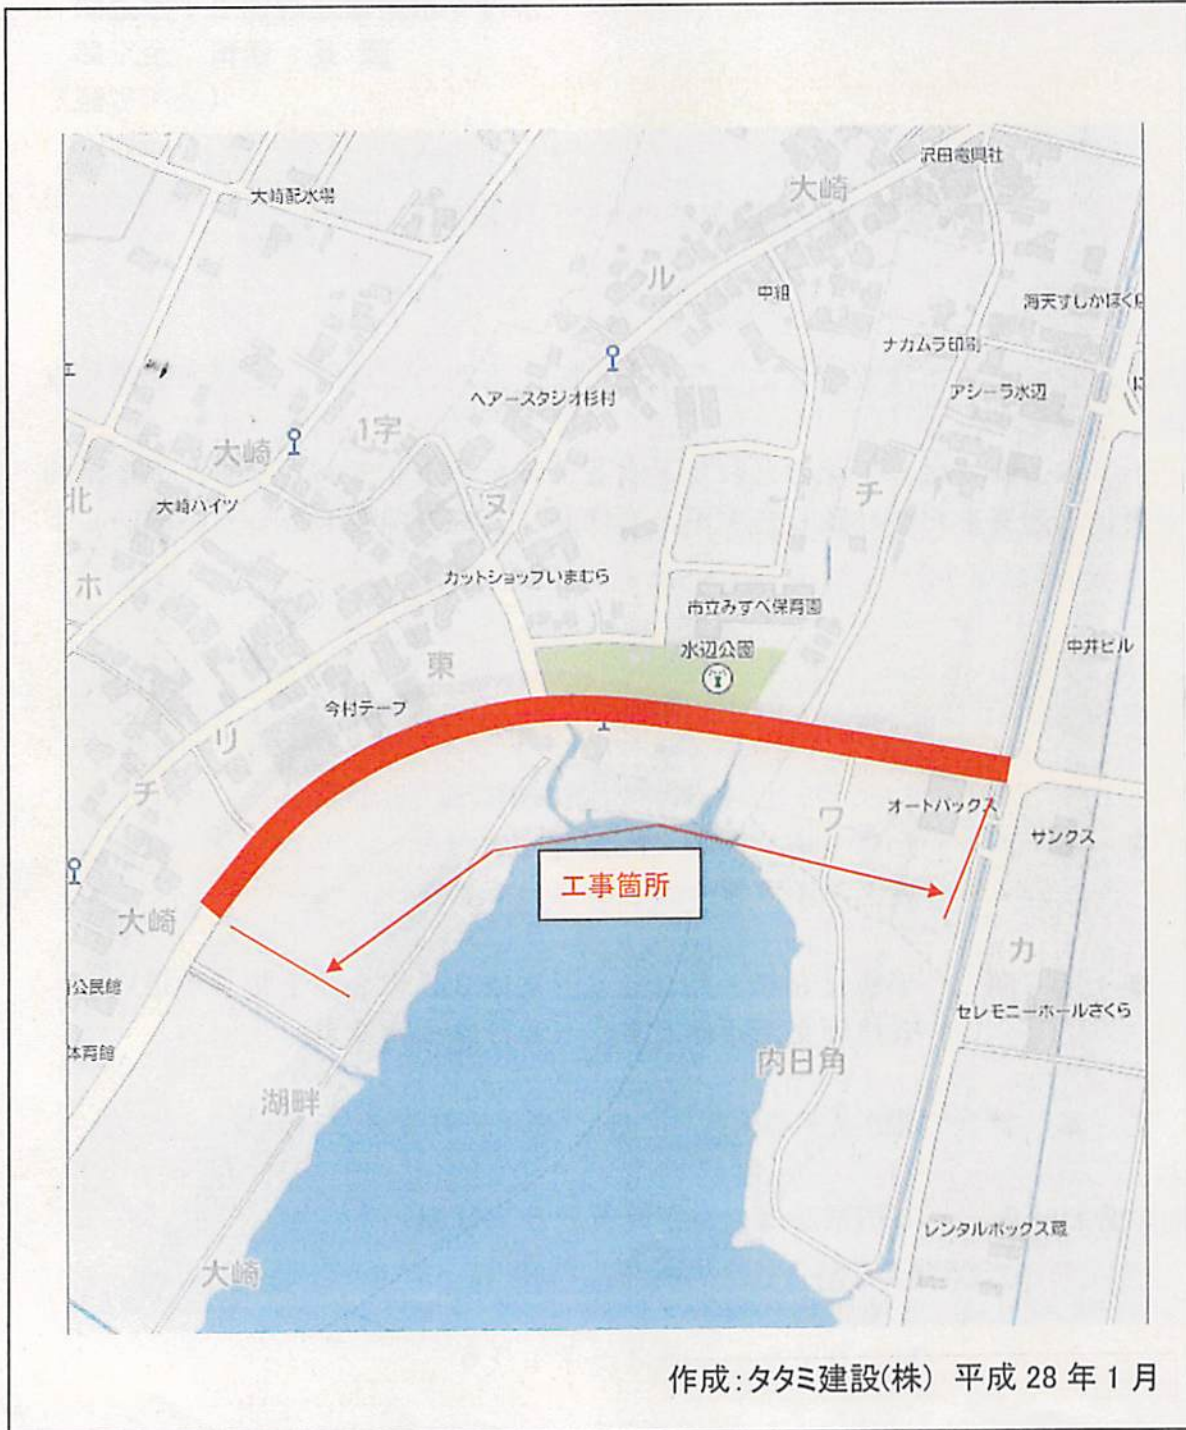 沢田電興社
大崎
大崎配水場
ル
中組
海天すしかほく
ナカムラ印刷
アシーラ水辺
ヘアースタジオ杉村
1字
大崎
北
大崎ハイツ
ヌ
チ
ホ
カットショップいまむら
市立みずべ保育園
水辺公園
中井ビル
東
今村テープ
リ
チ
オートバックス
ワ
サンクス
工事箇所
大崎
カ
公民館
セレモニーホールさくら
体育館
内日角
湖畔
レンタルボックス蔵
大崎
作成:タタミ建設(株) 平成 28 年 1 月